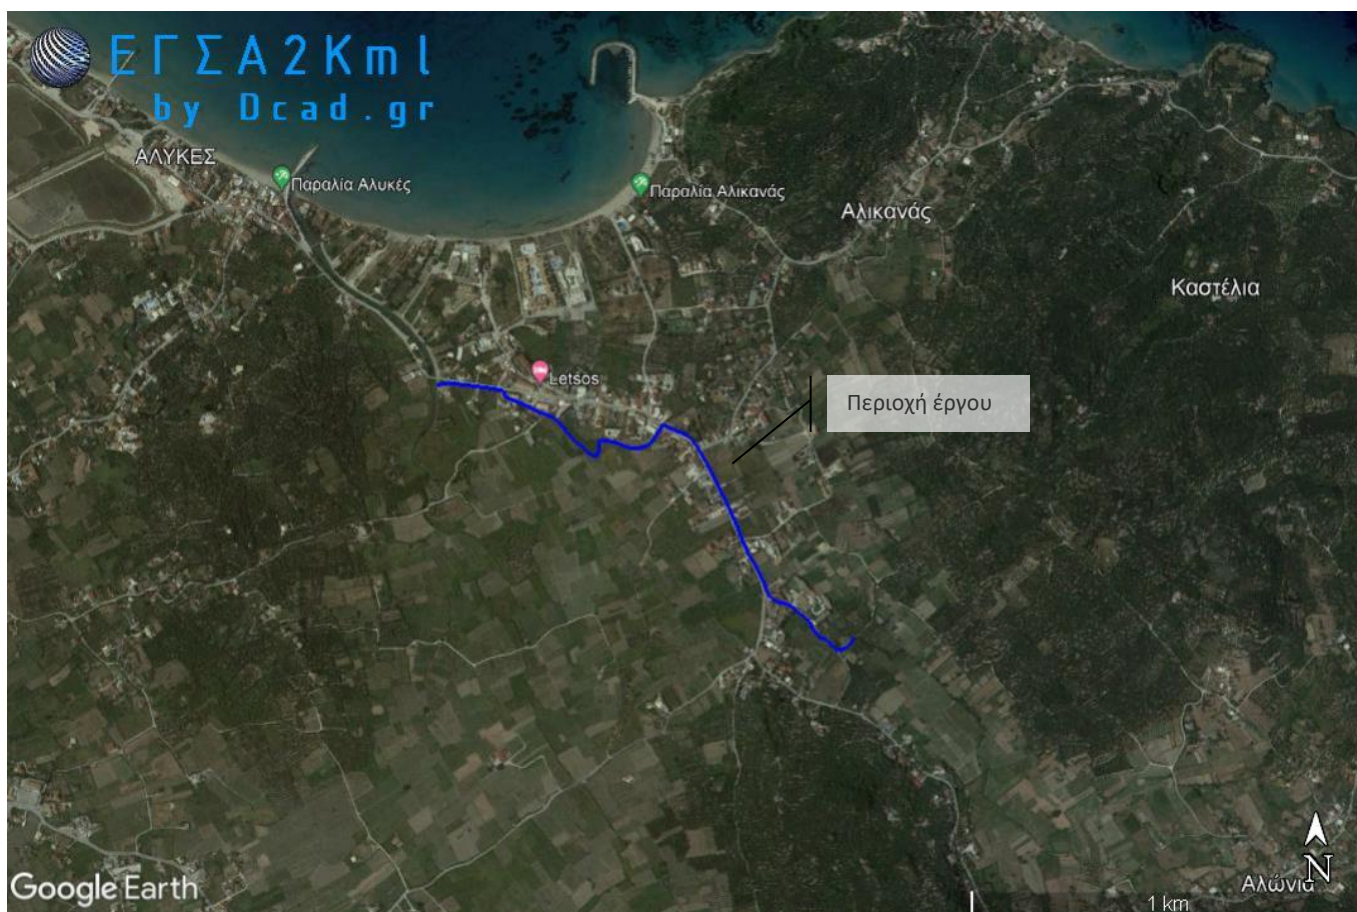 ΕΓΣΑ2Kml
by Dcad.gr
ΑΛΥΚΕΣ
Παραλία Αλυκές
Παραλία Αλικανάς
Αλικανάς
Καστέλια
Letsos
Περιοχή έργου
N
Αλώνια
Google Earth
1 km